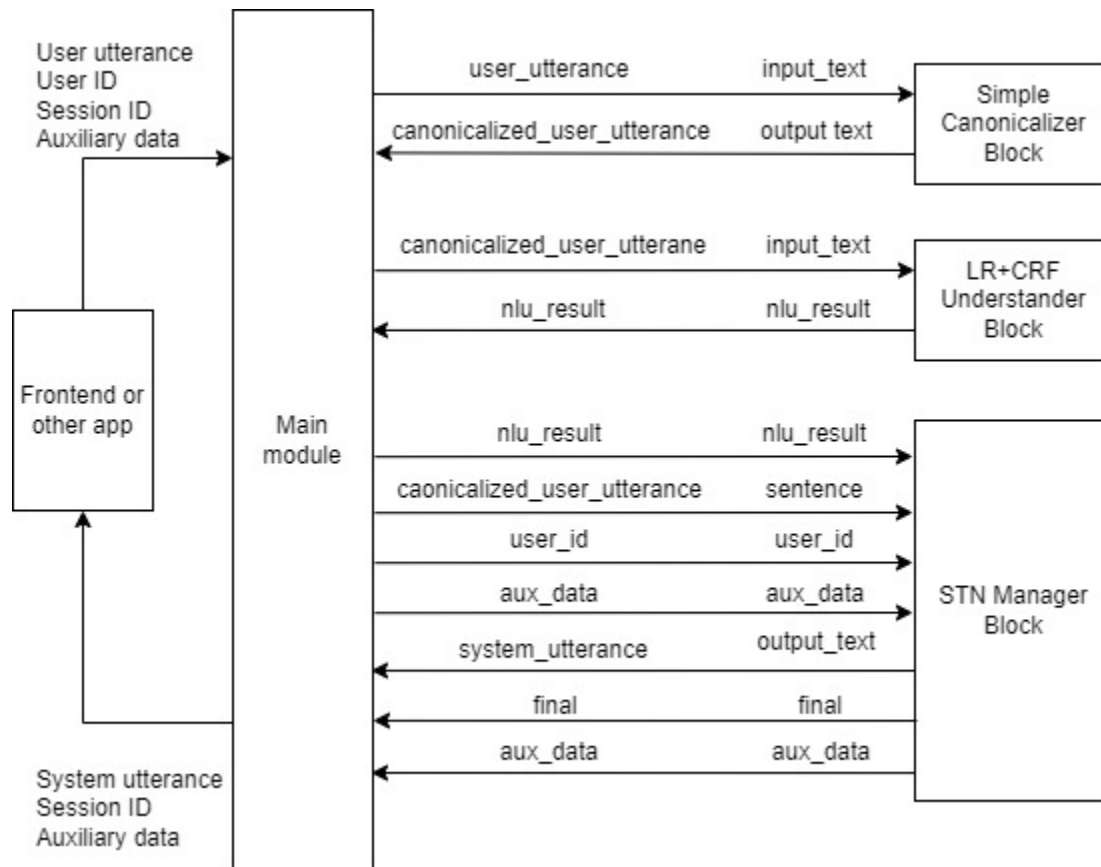 User utterance
User ID
Session ID
Auxiliary data
user_utterance input_text
Simple
Canonicalizer
Block
canonicalized_user_utterance output text
canonicalized_user_utterane input_text
LR+CRF
Understander
Block
nlu_result nlu_result
Frontend or
other app
Main
module
nlu_result nlu_result
caonicalized_user_utterance sentence
user_id user_id
aux_data aux_data
STN Manager
Block
system_utterance output_text
final final
aux_data aux_data
System utterance
Session ID
Auxiliary data